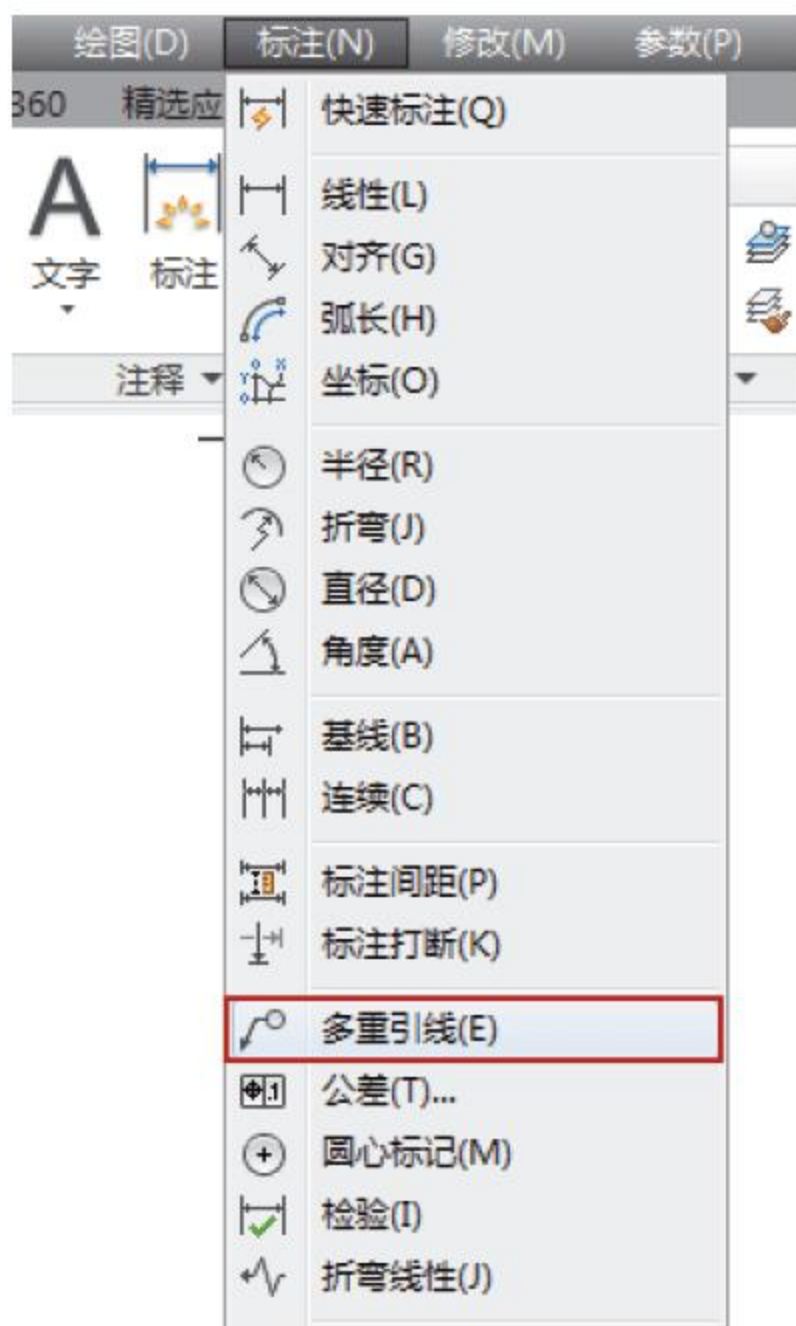 绘图(D) 标注(N) 修改(M) 参数(P)
360 精选应
快速标注(Q)
线性(L)
对齐(G)
弧长(H)
坐标(O)
半径(R)
折弯(J)
直径(D)
角度(A)
基线(B)
连续(C)
标注间距(P)
标注打断(K)
多重引线(E)
公差(T)...
圆心标记(M)
检验(I)
折弯线性(J)
A
文字 标注
注释